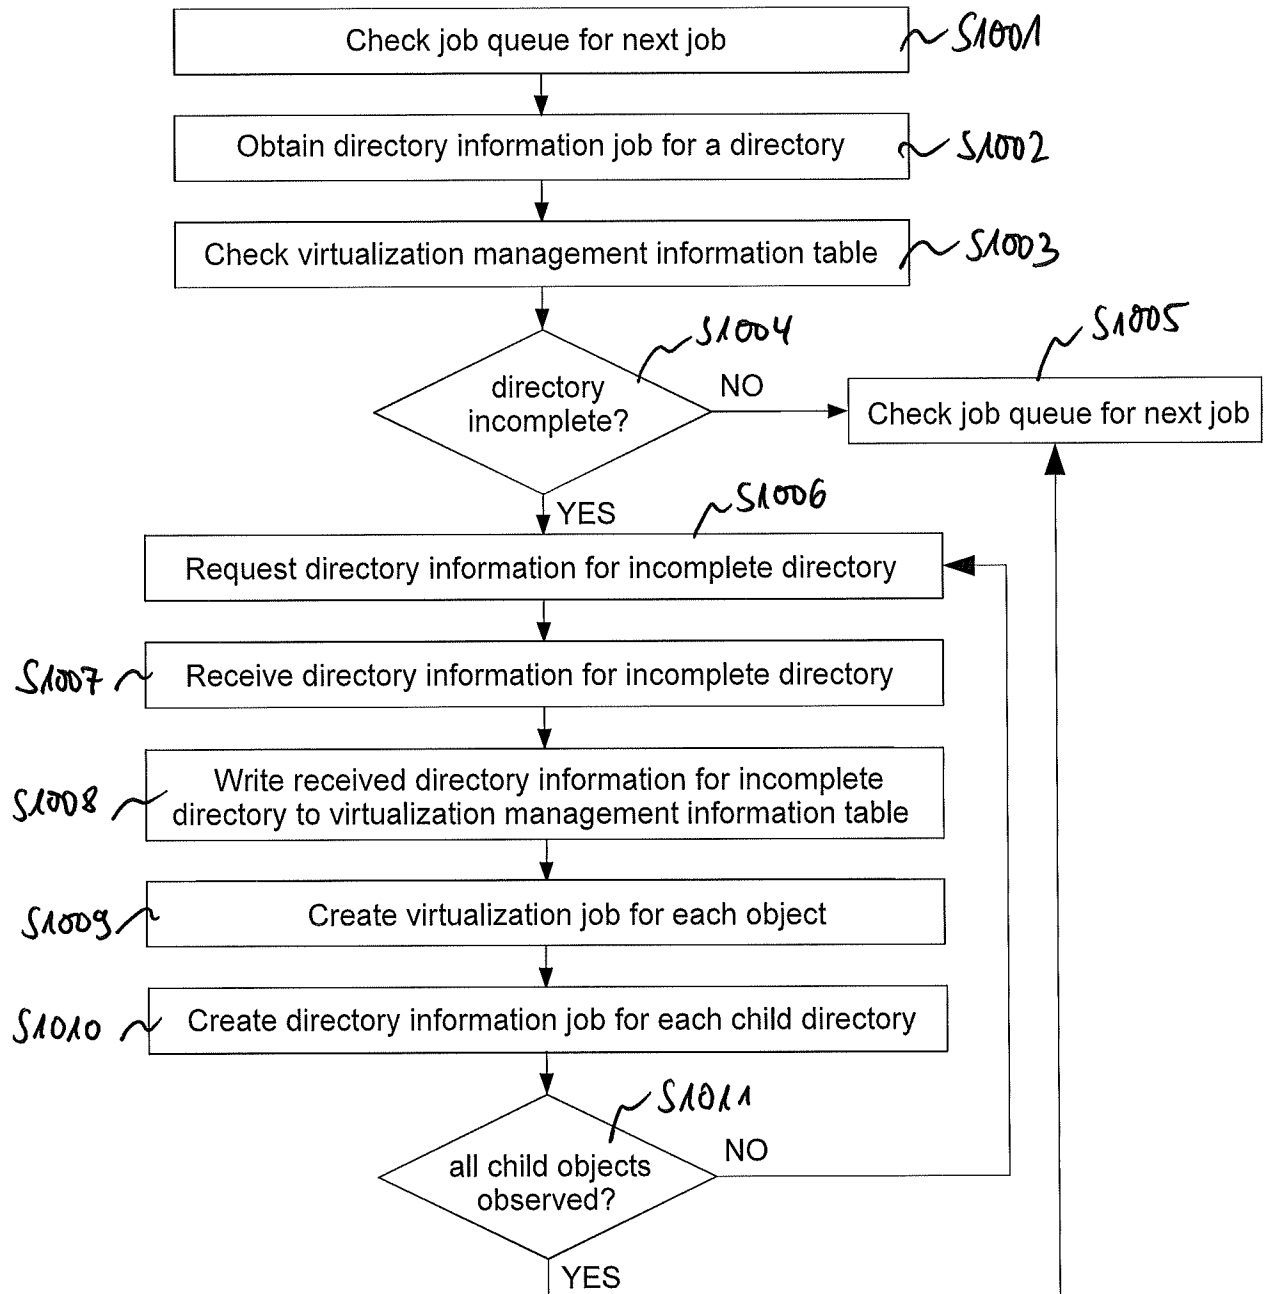 Check job queue for next job
S1001
Obtain directory information job for a directory
S1002
Check virtualization management information table
S1003
S1004
directory
incomplete?
NO
S1005
Check job queue for next job
YES
S1006
Request directory information for incomplete directory
S1007
Receive directory information for incomplete directory
S1008
Write received directory information for incomplete
directory to virtualization management information table
S1009
Create virtualization job for each object
S1010
Create directory information job for each child directory
S1011
all child objects
observed?
NO
YES